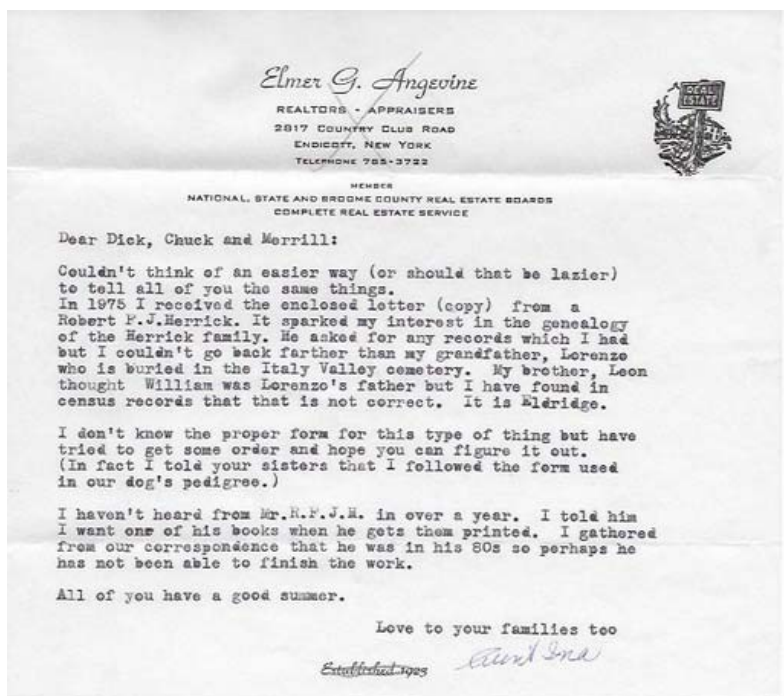 Elmer G. Angevine
REALTORS - APPRAISERS
2817 COUNTRY CLUB ROAD
ENDICOTT, NEW YORK
TELEPHONE 785-3722
REAL
ESTATE
MEMBER
NATIONAL, STATE AND BROOME COUNTY REAL ESTATE BOARDS
COMPLETE REAL ESTATE SERVICE
Dear Dick, Chuck and Merrill:
Couldn't think of an easier way (or should that be lazier)
to tell all of you the same things.
In 1975 I received the enclosed letter (copy) from a
Robert F.J.Herrick. It sparked my interest in the genealogy
of the Herrick family. He asked for any records which I had
but I couldn't go back farther than my grandfather, Lorenzo
who is buried in the Italy Valley cemetery. My brother, Leon
thought William was Lorenzo's father but I have found in
census records that that is not correct. It is Eldridge.
I don't know the proper form for this type of thing but have
tried to get some order and hope you can figure it out.
(In fact I told your sisters that I followed the form used
in our dog's pedigree.)
I haven't heard from Mr.R.F.J.H. in over a year. I told him
I want one of his books when he gets them printed. I gathered
from our correspondence that he was in his 80s so perhaps he
has not been able to finish the work.
All of you have a good summer.
Love to your families too
Aunt Ina
Established 1925